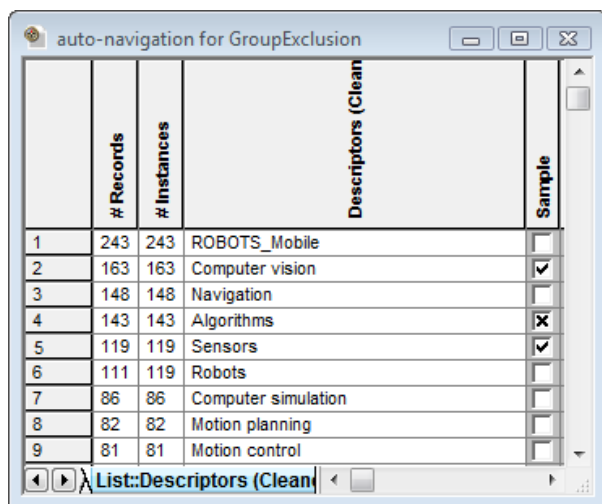 auto-navigation for GroupExclusion
# Records # Instances Descriptors (Clean Sample
1 243 243 ROBOTS_Mobile
2 163 163 Computer vision
3 148 148 Navigation
4 143 143 Algorithms
5 119 119 Sensors
6 111 119 Robots
7 86 86 Computer simulation
8 82 82 Motion planning
9 81 81 Motion control
List::Descriptors (Cleane